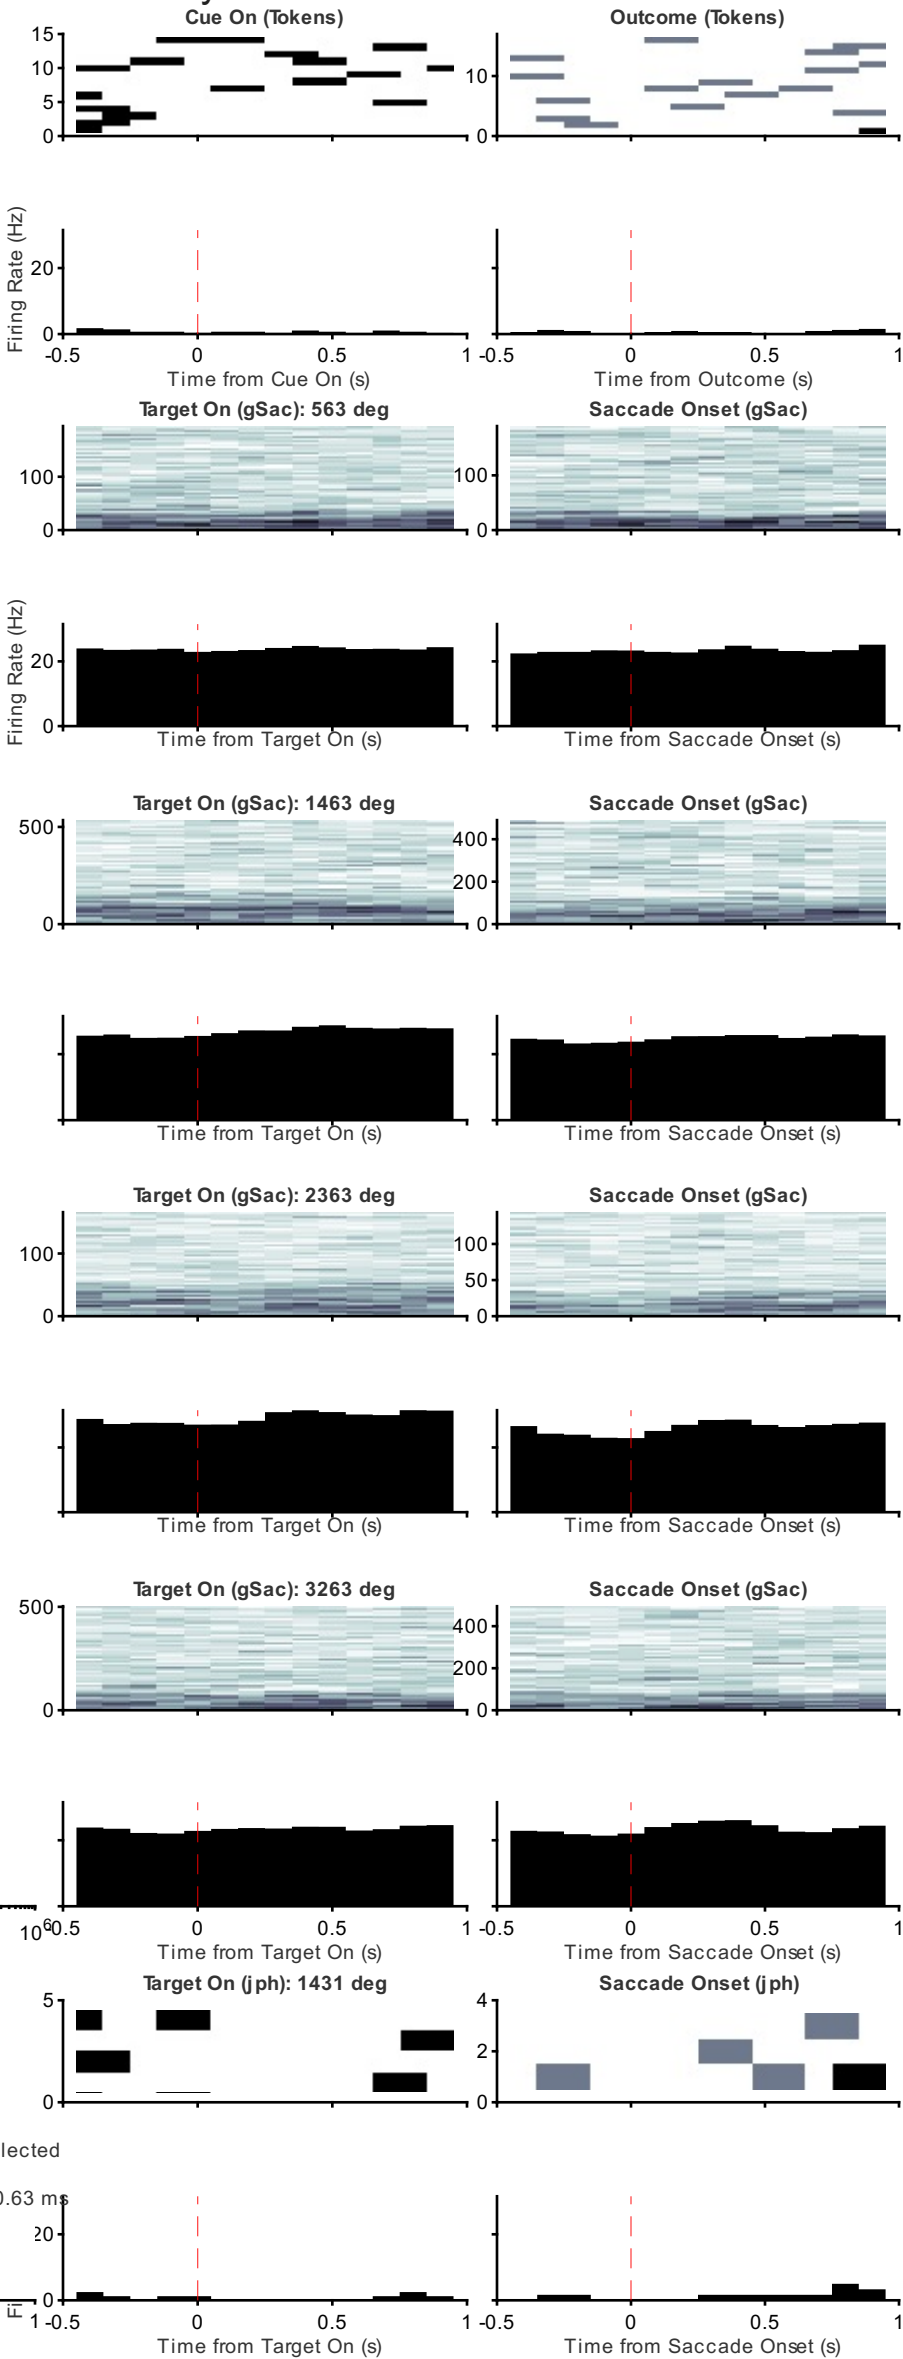 Cue On (Tokens)
Outcome (Tokens)
15
10
5
0
10
0
Firing Rate (Hz)
20
0
-0.5 0 0.5 1
-0.5 0 0.5 1
Time from Cue On (s)
Time from Outcome (s)
Target On (gSac): 563 deg
Saccade Onset (gSac)
100
0
100
0
Firing Rate (Hz)
20
0
Time from Target On (s)
Time from Saccade Onset (s)
Target On (gSac): 1463 deg
Saccade Onset (gSac)
500
0
400
200
0
Time from Target On (s)
Time from Saccade Onset (s)
Target On (gSac): 2363 deg
Saccade Onset (gSac)
100
0
100
50
0
Time from Target On (s)
Time from Saccade Onset (s)
Target On (gSac): 3263 deg
Saccade Onset (gSac)
500
0
400
200
0
10⁶
-0.5 0 0.5 1
-0.5 0 0.5 1
Time from Target On (s)
Time from Saccade Onset (s)
Target On (jph): 1431 deg
Saccade Onset (jph)
5
0
4
2
0
lected
0.63 ms
20
0
Fi
1
-0.5 0 0.5 1
-0.5 0 0.5 1
Time from Target On (s)
Time from Saccade Onset (s)